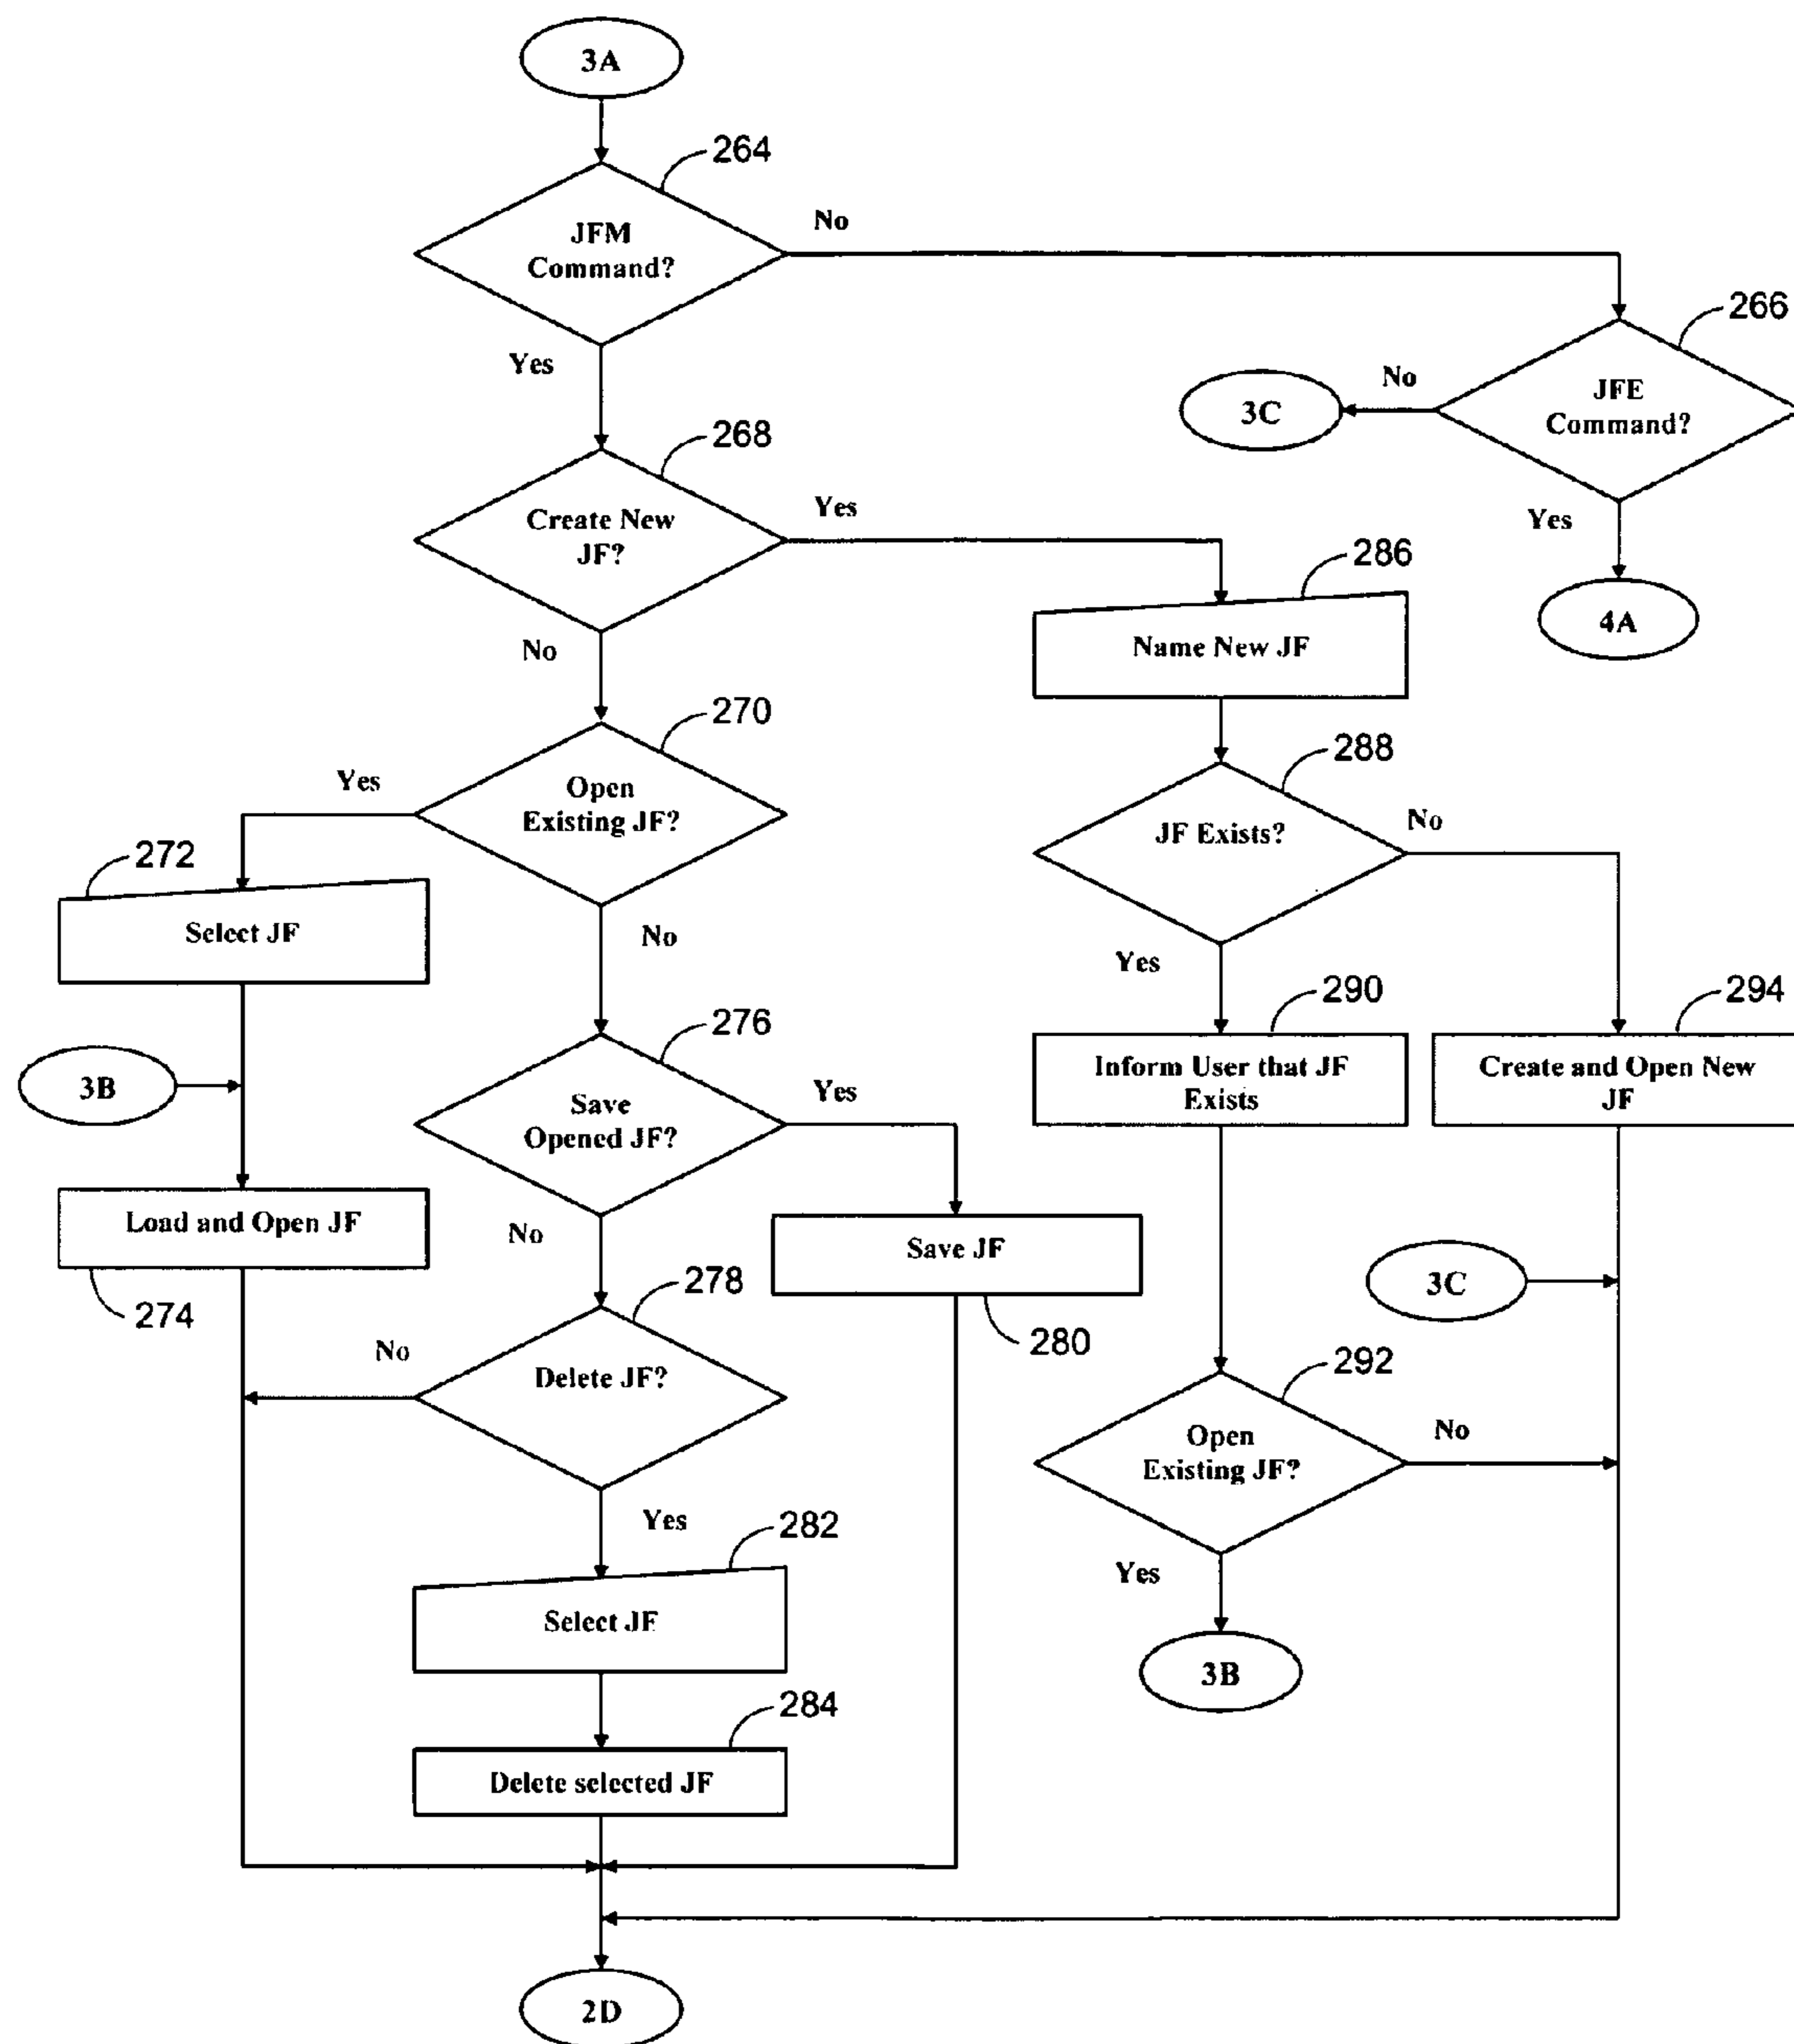 3A
264
JFM
Command?
No
Yes
266
JFE
Command?
No
3C
Yes
4A
268
Create New
JF?
Yes
No
286
Name New JF
270
Open
Existing JF?
Yes
No
288
JF Exists?
No
Yes
272
Select JF
3B
276
Save
Opened JF?
Yes
No
290
Inform User that JF
Exists
294
Create and Open New
JF
Load and Open JF
274
Save JF
280
3C
278
Delete JF?
No
Yes
292
Open
Existing JF?
No
Yes
282
Select JF
3B
284
Delete selected JF
2D